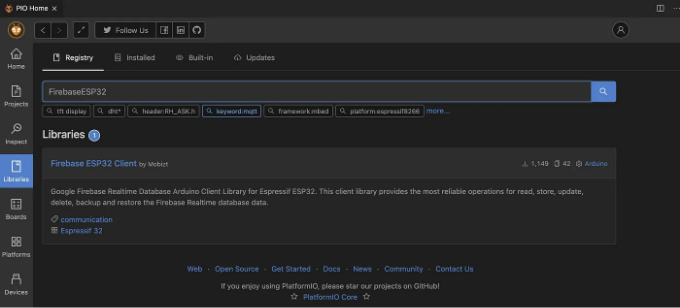 PIO Home
Follow Us
Home
Projects
Inspect
Libraries
Boards
Platforms
Devices
Registry Installed Built-in Updates
FirebaseESP32
tft display dht* header:RH_ASK.h keyword:mqtt framework:mbed platform:espressif8266 more...
Libraries 1
Firebase ESP32 Client by Mobizt 1,149 42 Arduino
Google Firebase Realtime Database Arduino Client Library for Espressif ESP32. This client library provides the most reliable operations for read, store, update,
delete, backup and restore the Firebase Realtime database data.
communication
Espressif 32
Web · Open Source · Get Started · Docs · News · Community · Contact Us
If you enjoy using PlatformIO, please star our projects on GitHub!
PlatformIO Core